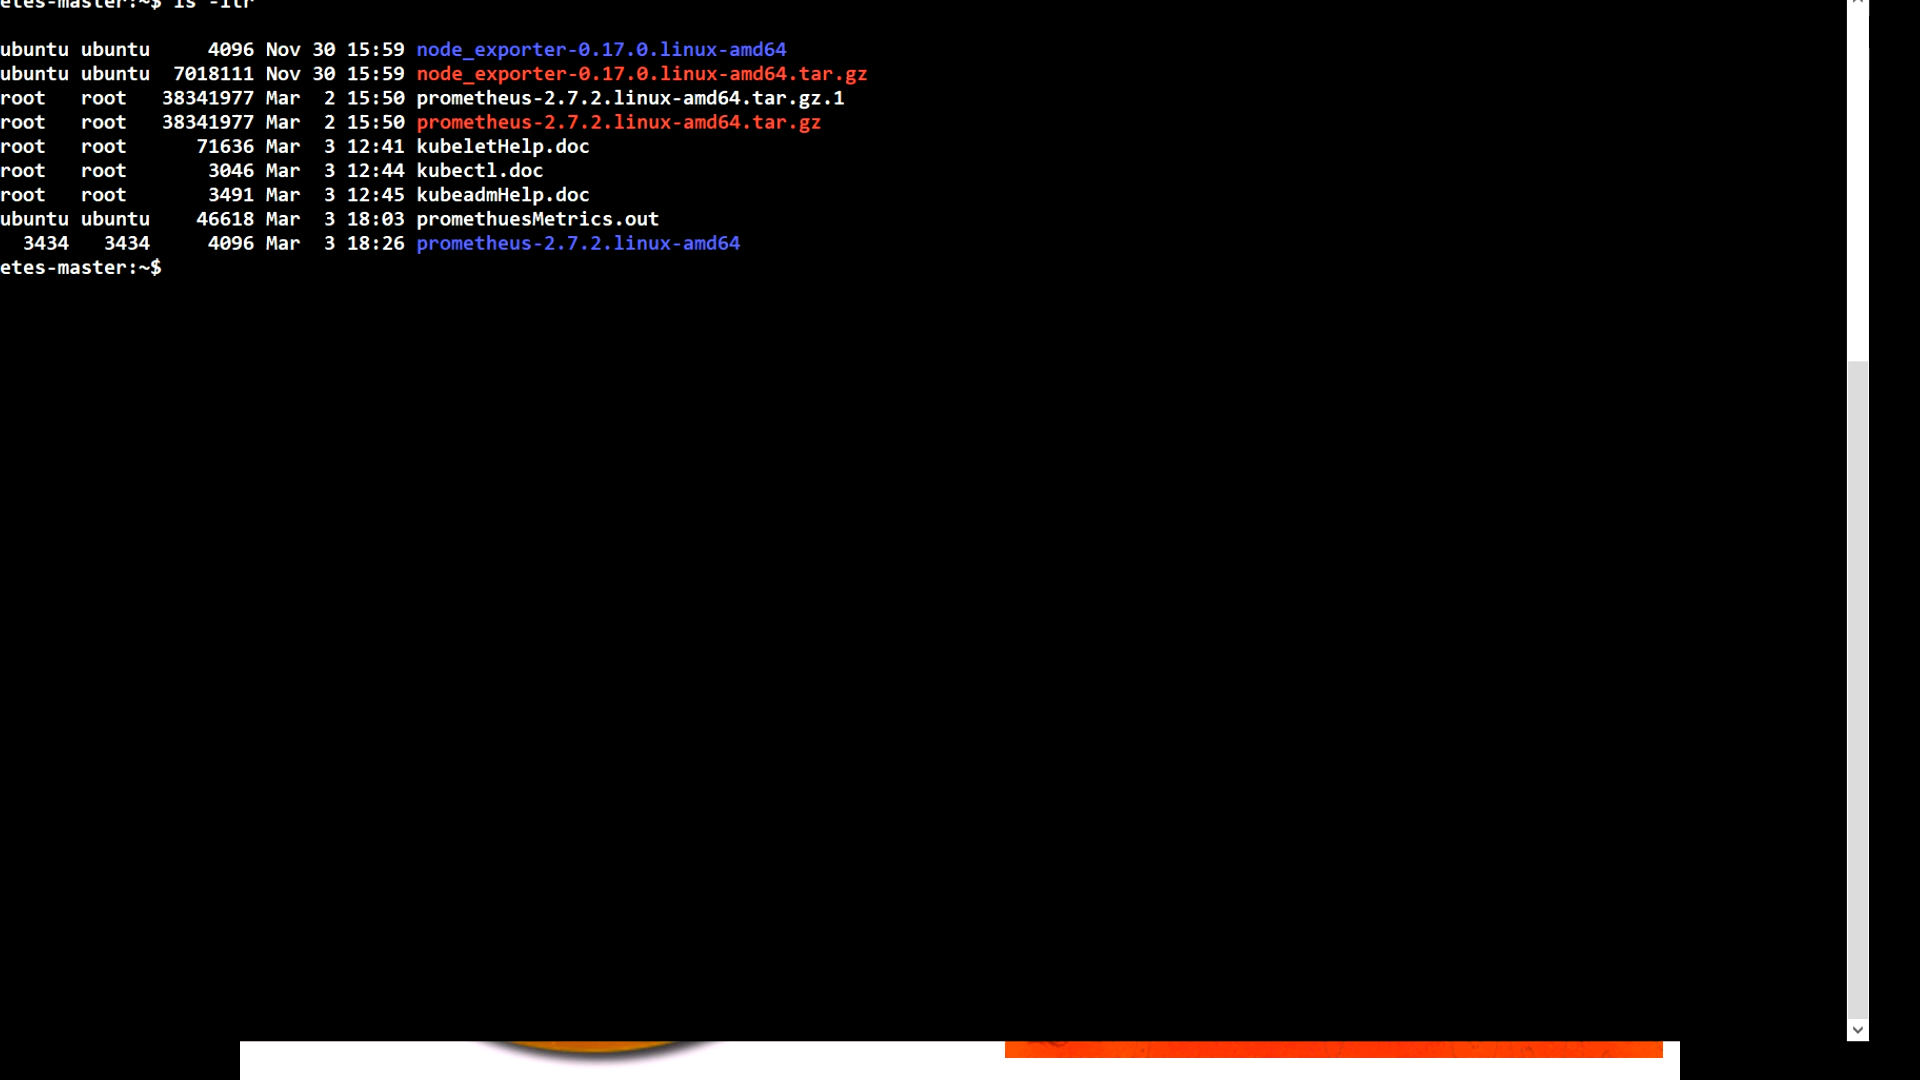 etes-master:~$ ls -ltr
ubuntu ubuntu 4096 Nov 30 15:59 node_exporter-0.17.0.linux-amd64
ubuntu ubuntu 7018111 Nov 30 15:59 node_exporter-0.17.0.linux-amd64.tar.gz
root root 38341977 Mar 2 15:50 prometheus-2.7.2.linux-amd64.tar.gz.1
root root 38341977 Mar 2 15:50 prometheus-2.7.2.linux-amd64.tar.gz
root root 71636 Mar 3 12:41 kubeletHelp.doc
root root 3046 Mar 3 12:44 kubectl.doc
root root 3491 Mar 3 12:45 kubeadmHelp.doc
ubuntu ubuntu 46618 Mar 3 18:03 promethuesMetrics.out
3434 3434 4096 Mar 3 18:26 prometheus-2.7.2.linux-amd64
etes-master:~$